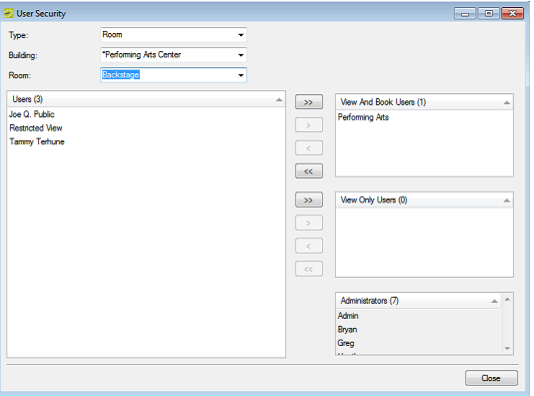 User Security
Type: Room
Building: *Performing Arts Center
Room: Backstage
Users (3)
Joe Q. Public
Restricted View
Tammy Terhune
>>
>
<
<<
>>
>
<
<<
View And Book Users (1)
Performing Arts
View Only Users (0)
Administrators (7)
Admin
Bryan
Greg
Close